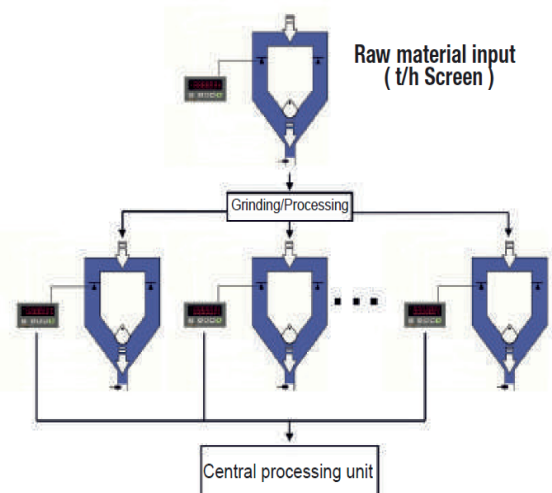 Raw material input
( t/h Screen )
Grinding/Processing
Central processing unit